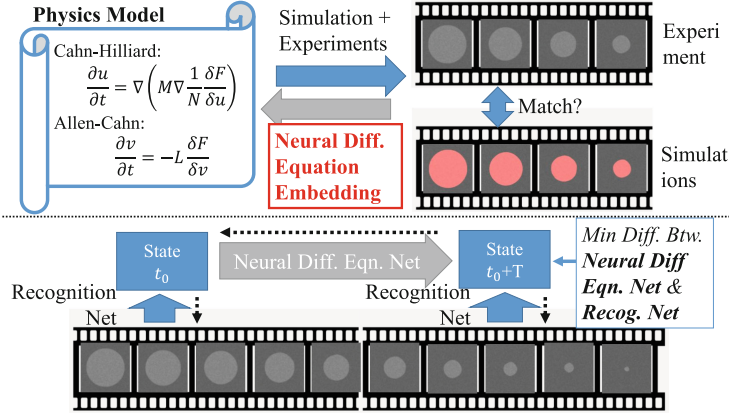 Physics Model
Cahn-Hilliard:
∂u/∂t = ∇(M∇ 1/N δF/δu)
Allen-Cahn:
∂v/∂t = −L δF/δv
Simulation +
Experiments
Neural Diff.
Equation
Embedding
Experi
ment
Match?
Simulat
ions
State
t₀
Neural Diff. Eqn. Net
State
t₀+T
Min Diff. Btw.
Neural Diff
Eqn. Net &
Recog. Net
Recognition
Net
Recognition
Net